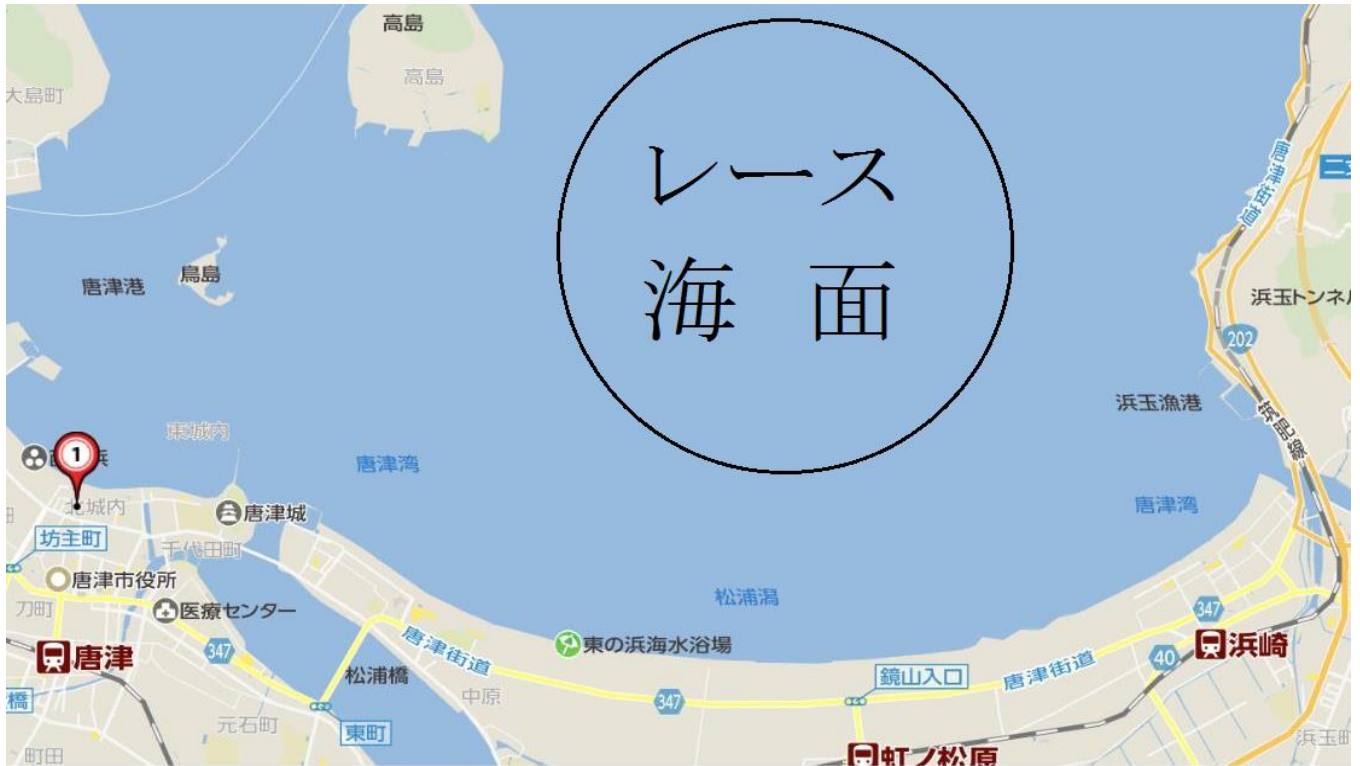 高島
高島
大島町
レース
海 面
唐津街道
鳥島
唐津港
浜玉トンネル
202
浜玉漁港
筑肥線
東城内
唐津湾
唐津湾
1
北城内
唐津城
坊主町
千代田町
唐津市役所
刀町
医療センター
松浦潟
東の浜海水浴場
347
347
唐津
唐津街道
浜崎
40
松浦橋
鏡山入口
唐津街道
中原
347
橋
元石町
東町
虹ノ松原
浜玉町
町田